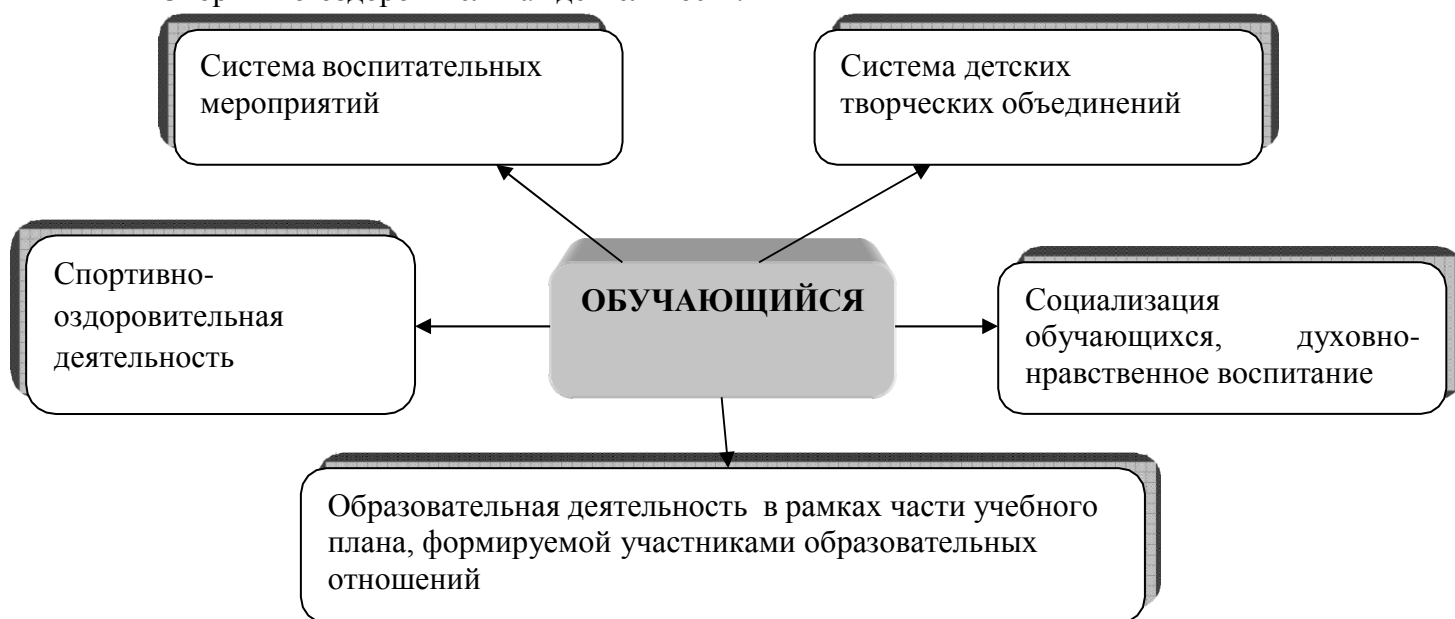 Система воспитательных
мероприятий
Система детских
творческих объединений
Спортивно-
оздоровительная
деятельность
ОБУЧАЮЩИЙСЯ
Социализация
обучающихся, духовно-
нравственное воспитание
Образовательная деятельность в рамках части учебного
плана, формируемой участниками образовательных
отношений